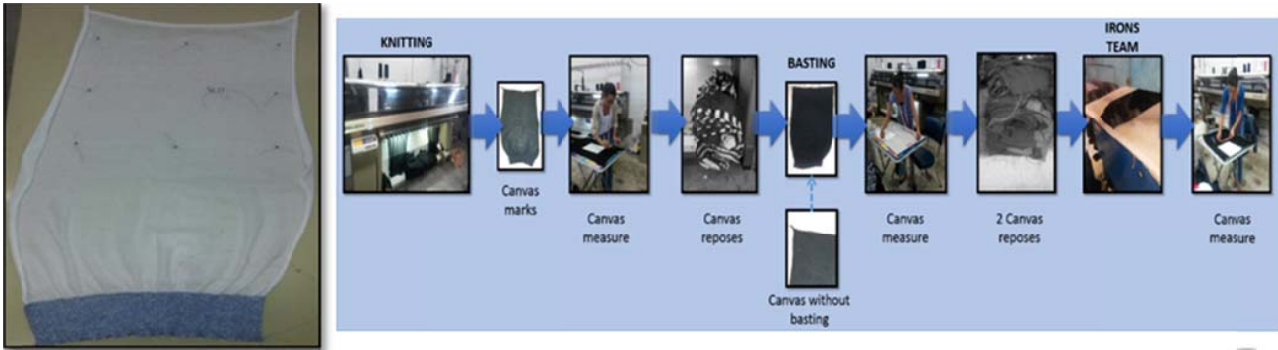 KNITTING
Canvas
marks
Canvas
measure
Canvas
reposes
BASTING
Canvas without
basting
Canvas
measure
2 Canvas
reposes
IRONS
TEAM
Canvas
measure